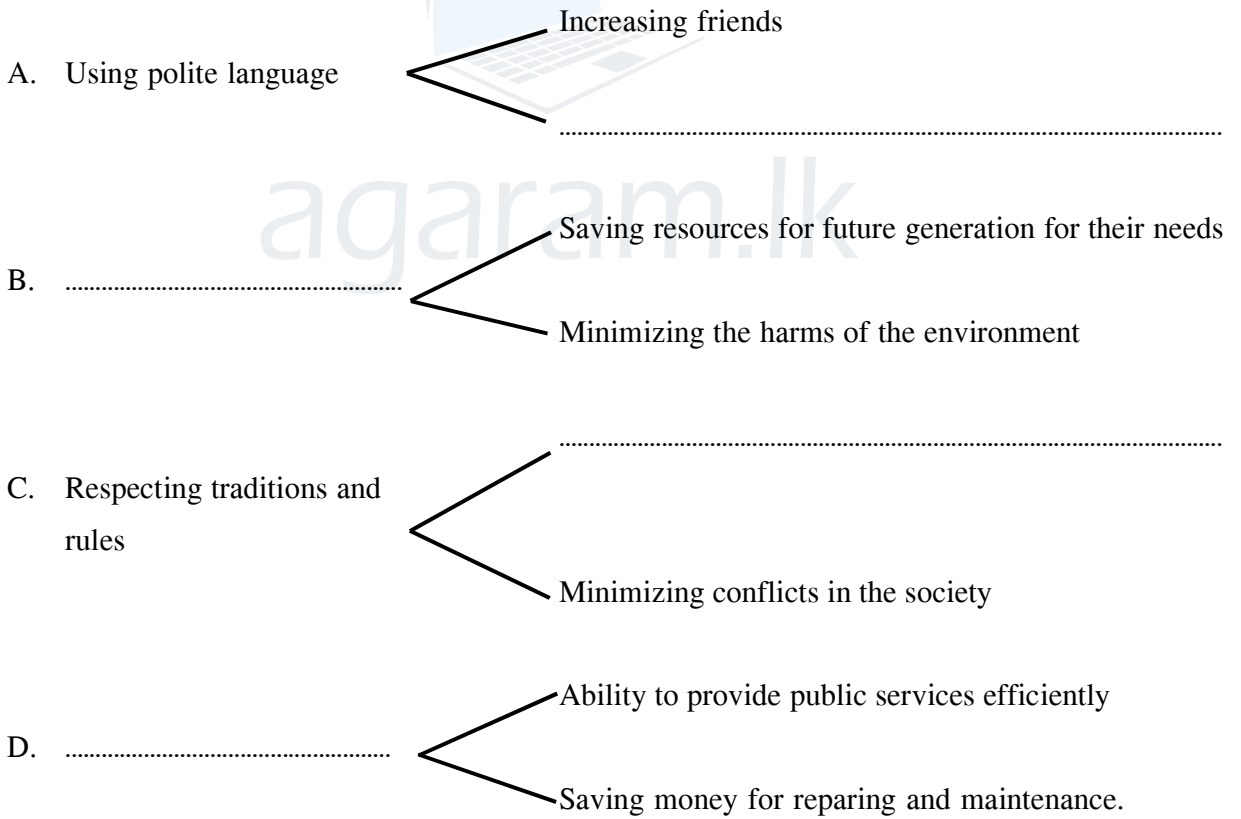 Increasing friends
A. Using polite language
................................................................................................................
agaram.lk
Saving resources for future generation for their needs
B. ........................................................
Minimizing the harms of the environment
................................................................................................................
C. Respecting traditions and
rules
Minimizing conflicts in the society
Ability to provide public services efficiently
D. ......................................................
Saving money for reparing and maintenance.